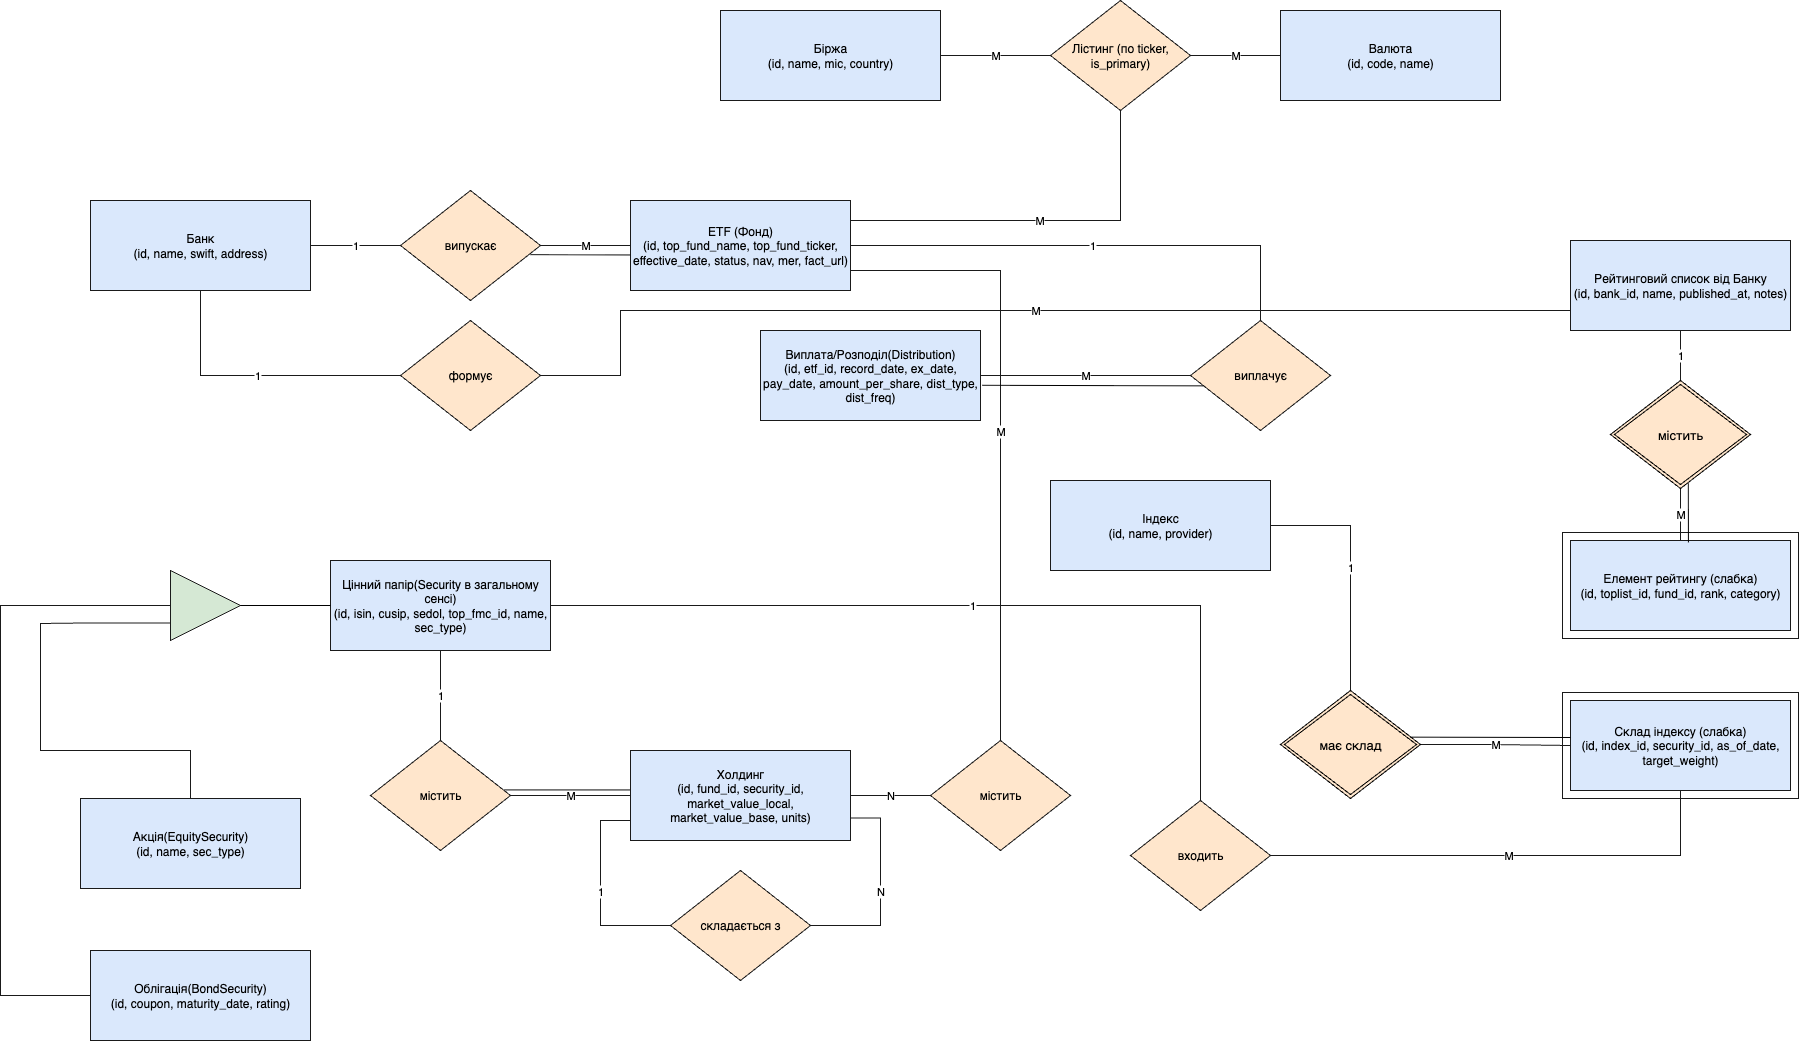 Біржа
(id, name, mic, country)
M
Лістинг (по ticker,
is_primary)
M
Валюта
(id, code, name)
Банк
(id, name, swift, address)
1
випускає
M
ETF (Фонд)
(id, top_fund_name, top_fund_ticker,
effective_date, status, nav, mer, fact_url)
M
1
Рейтинговий список від Банку
(id, bank_id, name, published_at, notes)
M
1
формує
Виплата/Розподіл(Distribution)
(id, etf_id, record_date, ex_date,
pay_date, amount_per_share, dist_type,
dist_freq)
M
виплачує
1
містить
M
M
Індекс
(id, name, provider)
1
Елемент рейтингу (слабка)
(id, toplist_id, fund_id, rank, category)
Цінний папір(Security в загальному
сенсі)
(id, isin, cusip, sedol, top_fmc_id, name,
sec_type)
1
1
має склад
M
Склад індексу (слабка)
(id, index_id, security_id, as_of_date,
target_weight)
містить
M
Холдинг
(id, fund_id, security_id,
market_value_local,
market_value_base, units)
N
містить
Акція(EquitySecurity)
(id, name, sec_type)
входить
M
1
складається з
N
Облігація(BondSecurity)
(id, coupon, maturity_date, rating)